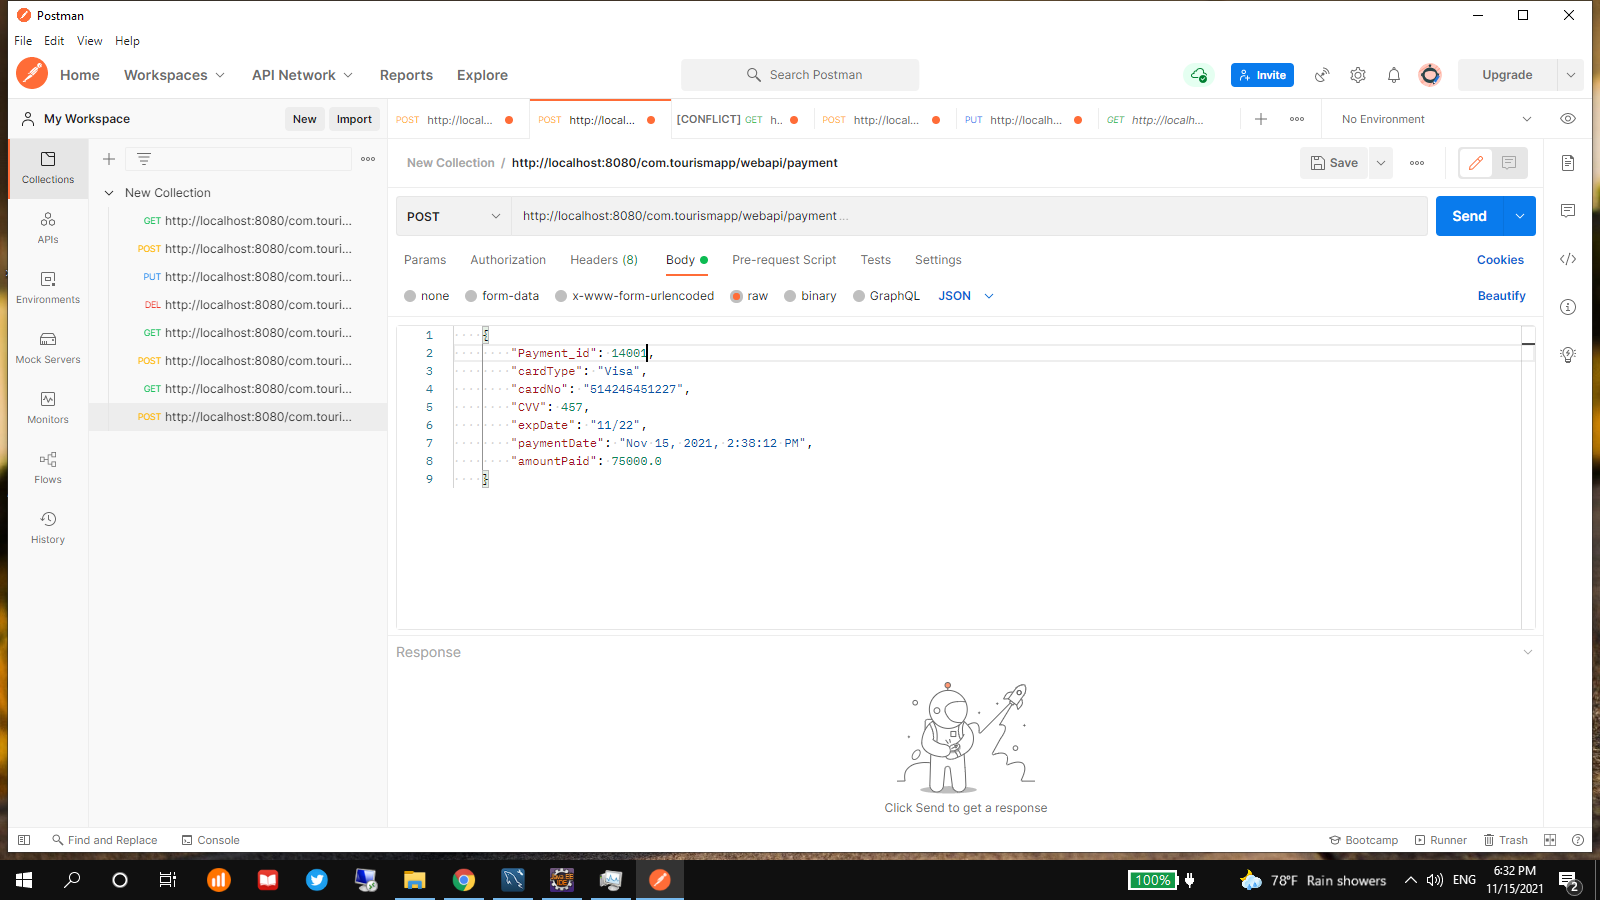 Postman
File Edit View Help
Home Workspaces API Network Reports Explore Search Postman Invite Upgrade
My Workspace New Import POST http://local... POST http://local... [CONFLICT] GET h.. POST http://local... PUT http://localh... GET http://localh... No Environment
Collections
APIs
Environments
Mock Servers
Monitors
Flows
History
New Collection
GET http://localhost:8080/com.touri...
POST http://localhost:8080/com.touri...
PUT http://localhost:8080/com.touri...
DEL http://localhost:8080/com.touri...
GET http://localhost:8080/com.touri...
POST http://localhost:8080/com.touri...
GET http://localhost:8080/com.touri...
POST http://localhost:8080/com.touri...
New Collection / http://localhost:8080/com.tourismapp/webapi/payment Save
POST http://localhost:8080/com.tourismapp/webapi/payment ... Send
Params Authorization Headers (8) Body Pre-request Script Tests Settings Cookies
none form-data x-www-form-urlencoded raw binary GraphQL JSON Beautify
1 {
2 "Payment_id": 14001,
3 "cardType": "Visa",
4 "cardNo": "514245451227",
5 "CVV": 457,
6 "expDate": "11/22",
7 "paymentDate": "Nov 15, 2021, 2:38:12 PM",
8 "amountPaid": 75000.0
9 }
Response
Click Send to get a response
Find and Replace Console Bootcamp Runner Trash
100% 78°F Rain showers ENG 6:32 PM
11/15/2021 2